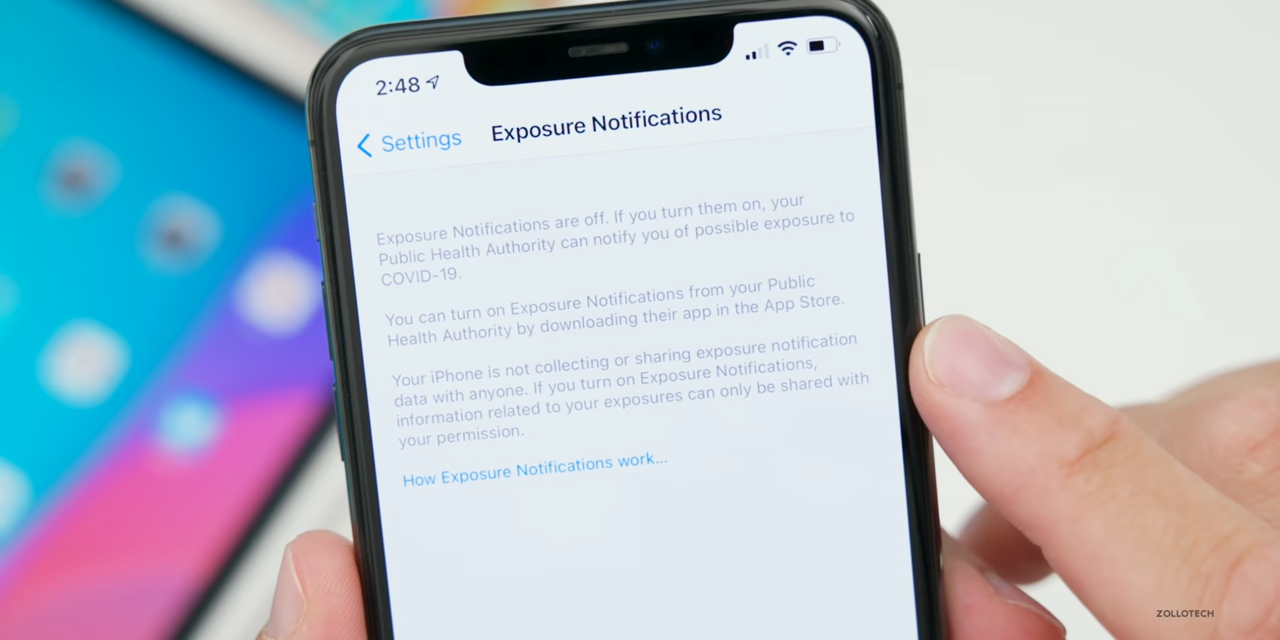 2:48
Settings
Exposure Notifications
Exposure Notifications are off. If you turn them on, your
Public Health Authority can notify you of possible exposure to
COVID-19.
You can turn on Exposure Notifications from your Public
Health Authority by downloading their app in the App Store.
Your iPhone is not collecting or sharing exposure notification
data with anyone. If you turn on Exposure Notifications,
information related to your exposures can only be shared with
your permission.
How Exposure Notifications work...
ZOLLOTECH